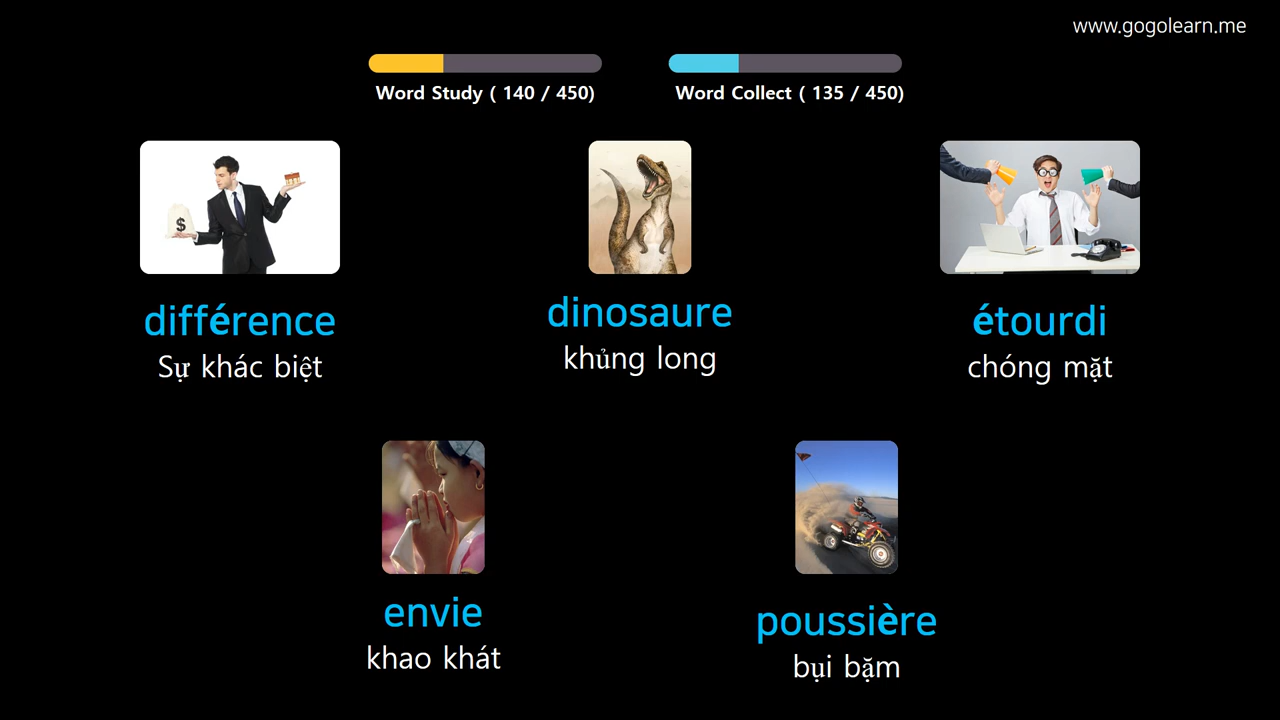 www.gogolearn.me
Word Study ( 140 / 450)
Word Collect ( 135 / 450)
$
différence
Sự khác biệt
dinosaure
khủng long
étourdi
chóng mặt
envie
khao khát
poussière
bụi bặm